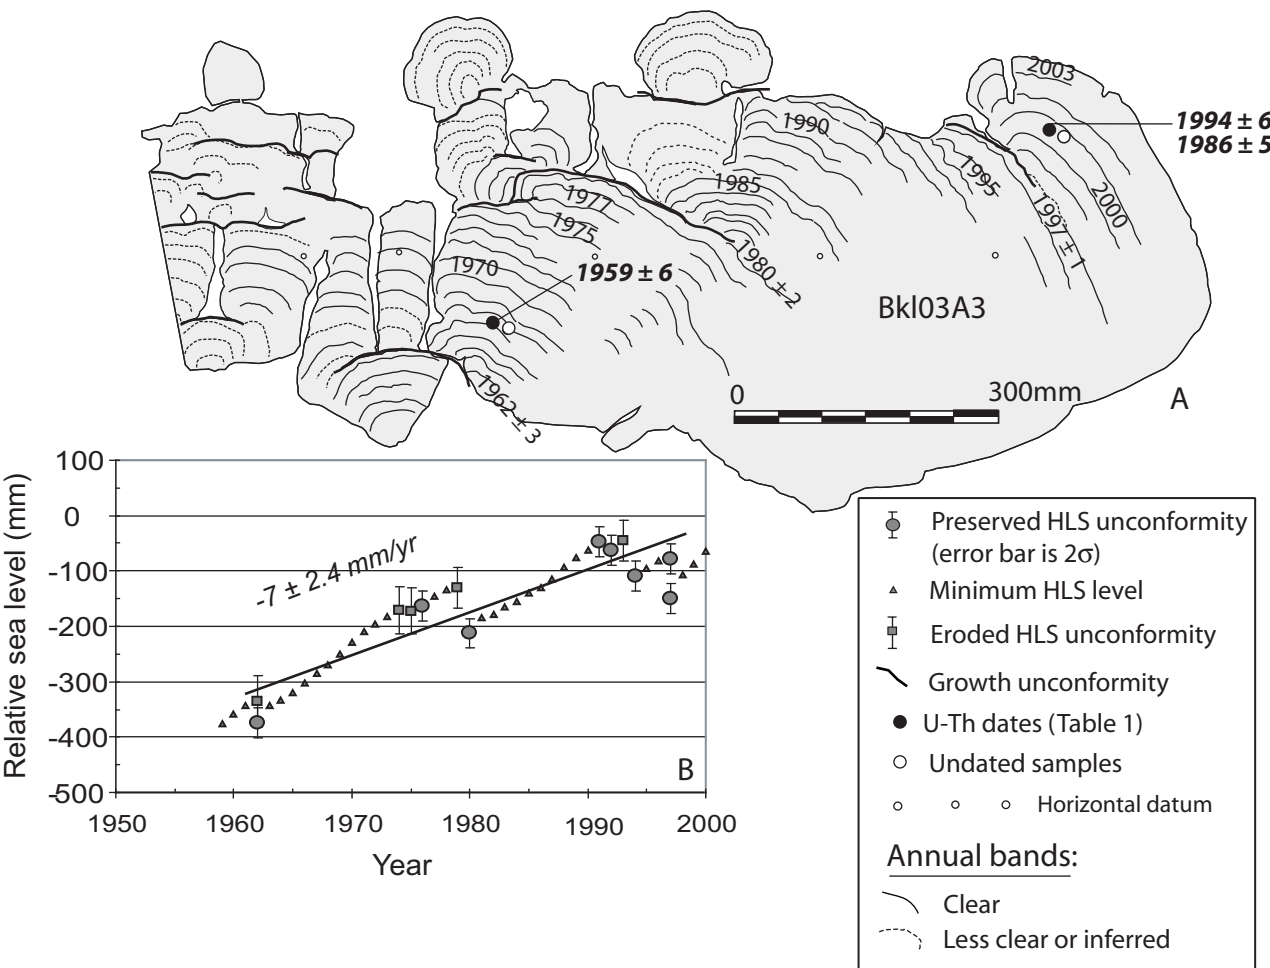 2003
1994 ± 6
1986 ± 5
1990
1995
1985
1977
1975
1997 ± 1
2000
1970
1959 ± 6
1980 ± 2
Bkl03A3
1962 ± 3
0 300mm
A
Relative sea level (mm)
100
0
-100
-200
-300
-400
-500
-7 ± 2.4 mm/yr
B
1950 1960 1970 1980 1990 2000
Year
Preserved HLS unconformity
(error bar is 2σ)
Minimum HLS level
Eroded HLS unconformity
Growth unconformity
U-Th dates (Table 1)
Undated samples
Horizontal datum
Annual bands:
Clear
Less clear or inferred